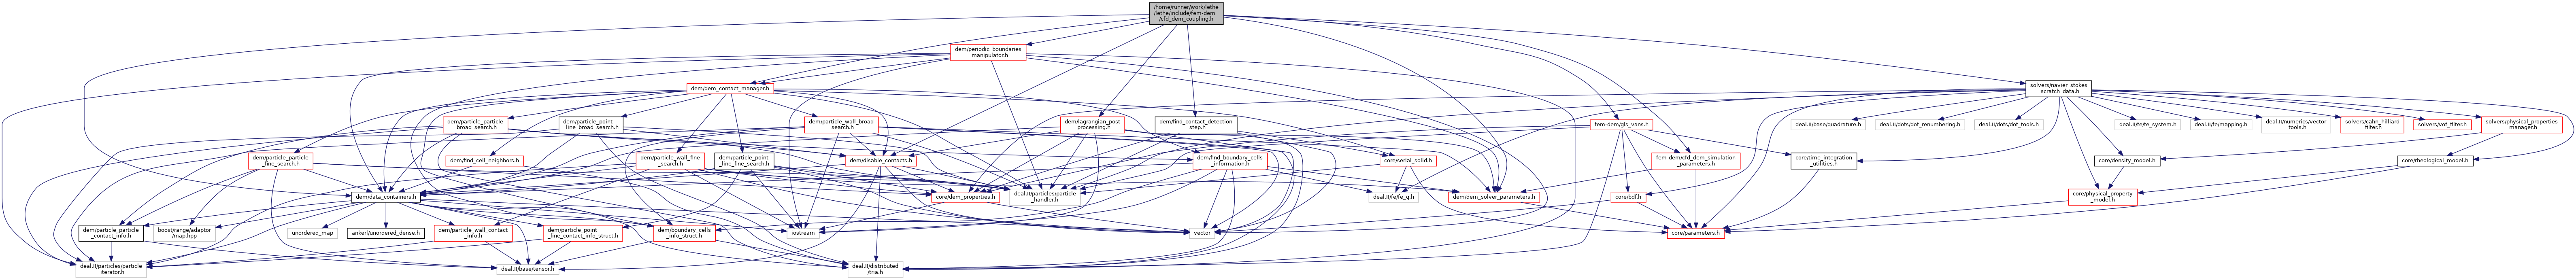 /home/runner/work/lethe
/lethe/include/fem-dem
/cfd_dem_coupling.h
dem/periodic_boundaries
_manipulator.h
dem/dem_contact_manager.h
solvers/navier_stokes
_scratch_data.h
dem/particle_particle
_broad_search.h
dem/particle_point
_line_broad_search.h
dem/particle_wall_broad
_search.h
dem/lagrangian_post
_processing.h
dem/find_contact_detection
_step.h
fem-dem/gls_vans.h
deal.II/base/quadrature.h
deal.II/dofs/dof_renumbering.h
deal.II/dofs/dof_tools.h
deal.II/fe/fe_system.h
deal.II/fe/mapping.h
deal.II/numerics/vector
_tools.h
solvers/cahn_hilliard
_filter.h
solvers/vof_filter.h
solvers/physical_properties
_manager.h
dem/particle_particle
_fine_search.h
dem/find_cell_neighbors.h
dem/particle_wall_fine
_search.h
dem/particle_point
_line_fine_search.h
dem/disable_contacts.h
dem/find_boundary_cells
_information.h
core/serial_solid.h
fem-dem/cfd_dem_simulation
_parameters.h
core/time_integration
_utilities.h
core/density_model.h
core/rheological_model.h
dem/data_containers.h
core/dem_properties.h
deal.II/particles/particle
_handler.h
deal.II/fe/fe_q.h
dem/dem_solver_parameters.h
core/bdf.h
core/physical_property
_model.h
dem/particle_particle
_contact_info.h
boost/range/adaptor
/map.hpp
unordered_map
ankerl/unordered_dense.h
dem/particle_wall_contact
_info.h
dem/particle_point
_line_contact_info_struct.h
dem/boundary_cells
_info_struct.h
iostream
vector
core/parameters.h
deal.II/particles/particle
_iterator.h
deal.II/base/tensor.h
deal.II/distributed
/tria.h